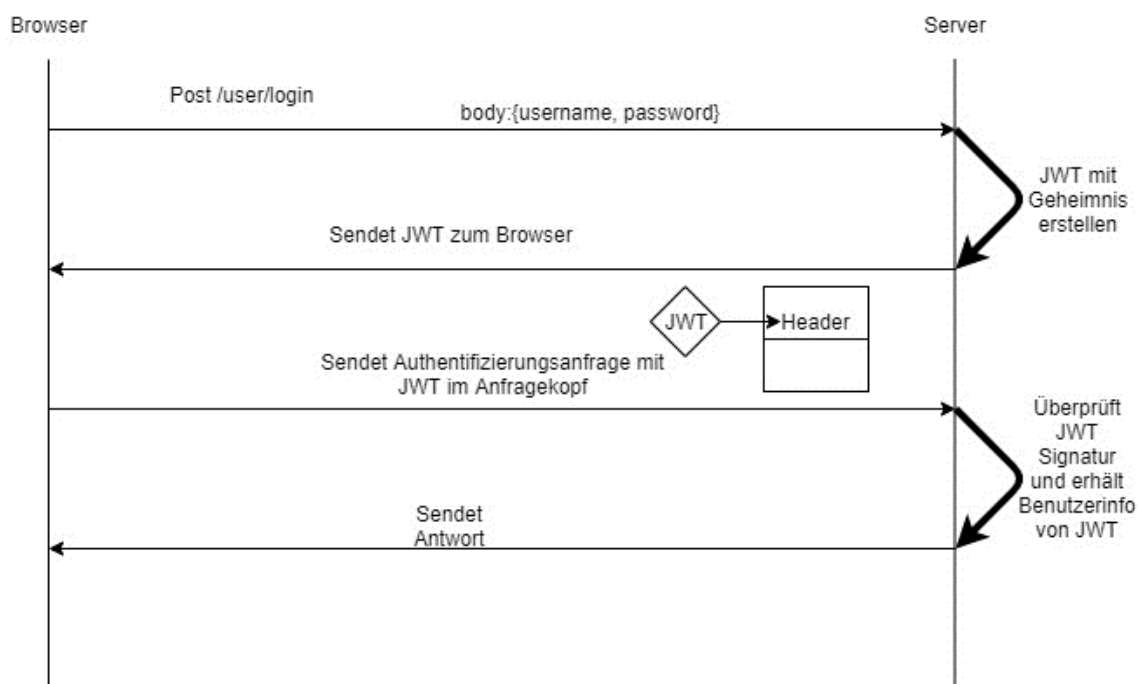 Browser
Server
Post /user/login
body:{username, password}
JWT mit
Geheimnis
erstellen
Sendet JWT zum Browser
JWT
Header
Sendet Authentifizierungsanfrage mit
JWT im Anfragekopf
Überprüft
JWT
Signatur
und erhält
Benutzerinfo
von JWT
Sendet
Antwort